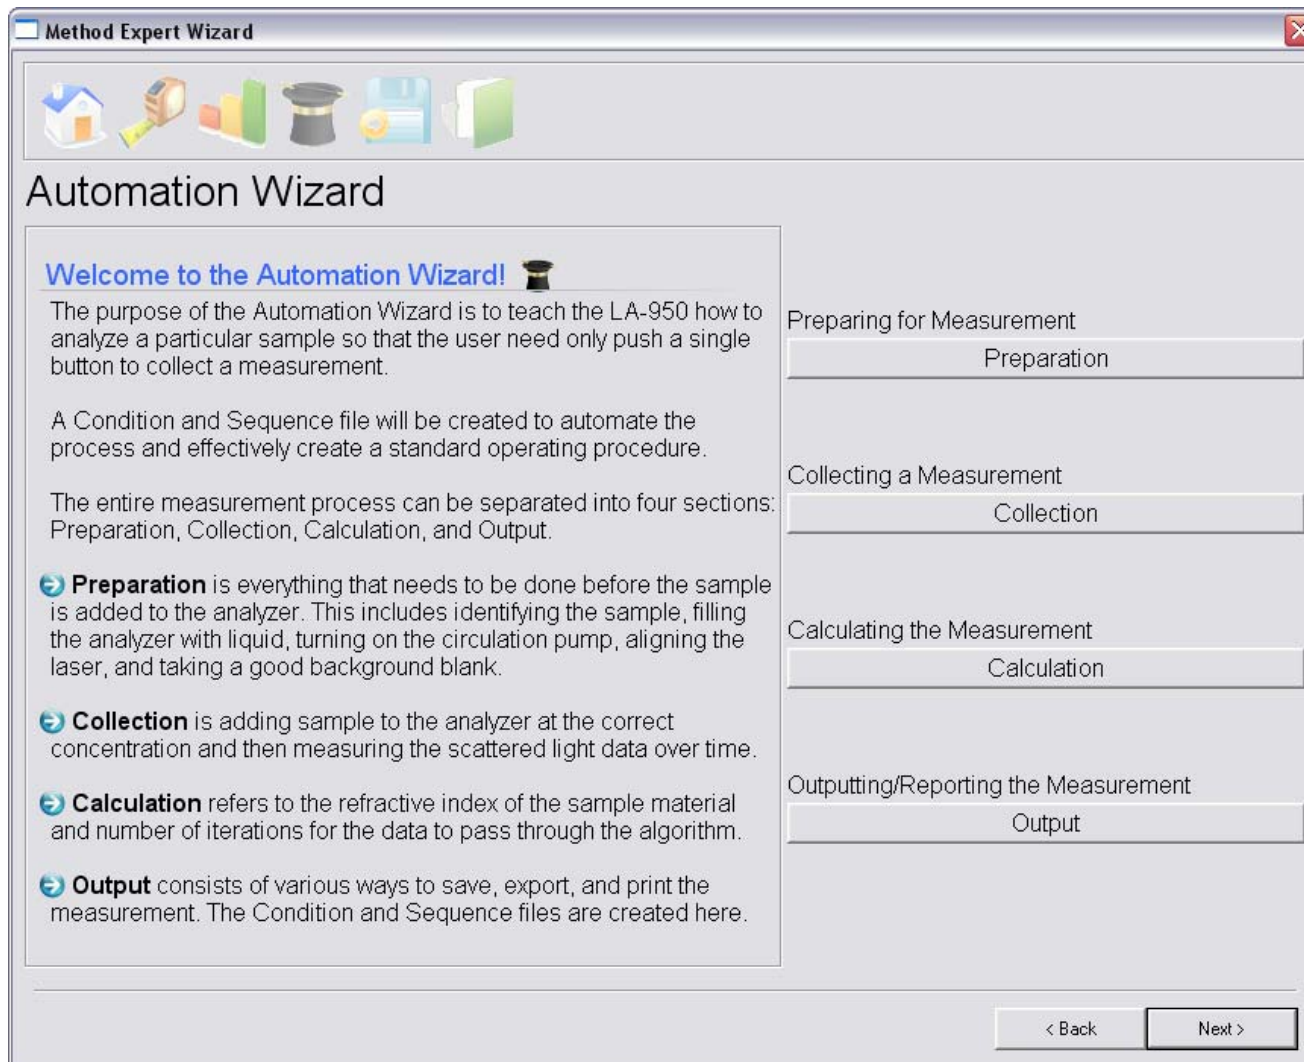 Method Expert Wizard
Automation Wizard
Welcome to the Automation Wizard!
The purpose of the Automation Wizard is to teach the LA-950 how to
analyze a particular sample so that the user need only push a single
button to collect a measurement.
A Condition and Sequence file will be created to automate the
process and effectively create a standard operating procedure.
The entire measurement process can be separated into four sections:
Preparation, Collection, Calculation, and Output.
Preparation is everything that needs to be done before the sample
is added to the analyzer. This includes identifying the sample, filling
the analyzer with liquid, turning on the circulation pump, aligning the
laser, and taking a good background blank.
Collection is adding sample to the analyzer at the correct
concentration and then measuring the scattered light data over time.
Calculation refers to the refractive index of the sample material
and number of iterations for the data to pass through the algorithm.
Output consists of various ways to save, export, and print the
measurement. The Condition and Sequence files are created here.
Preparing for Measurement
Preparation
Collecting a Measurement
Collection
Calculating the Measurement
Calculation
Outputting/Reporting the Measurement
Output
< Back
Next >